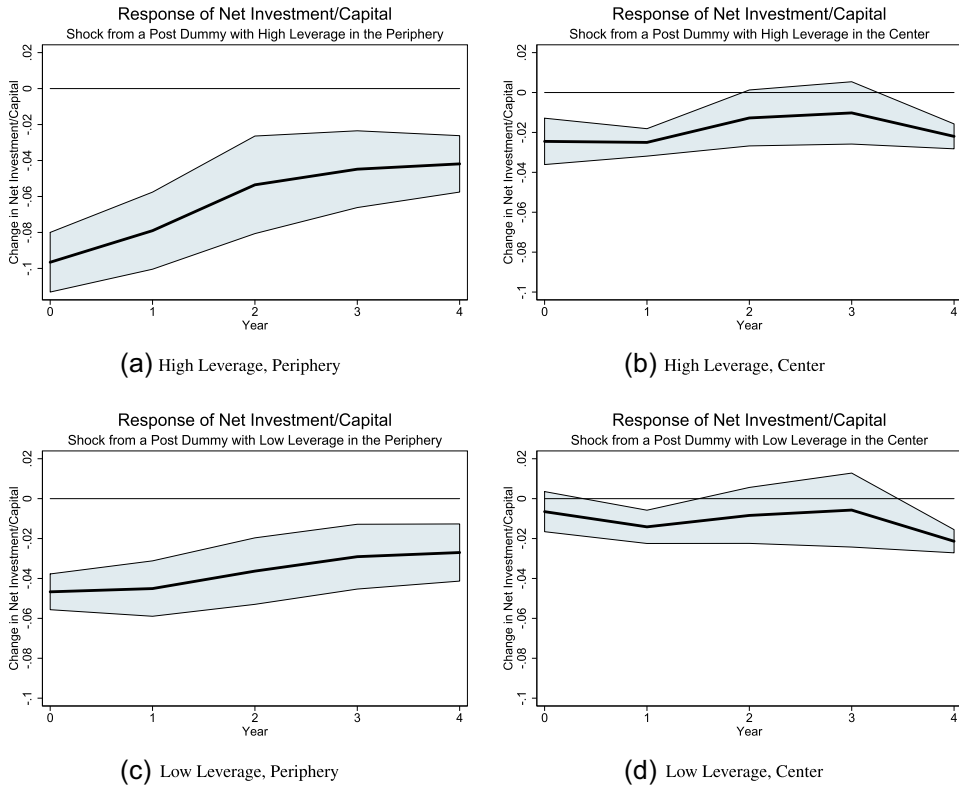 Response of Net Investment/Capital
Shock from a Post Dummy with High Leverage in the Periphery
Change in Net Investment/Capital
.02
0
-.02
-.04
-.06
-.08
-.1
0 1 2 3 4
Year
(a) High Leverage, Periphery
Response of Net Investment/Capital
Shock from a Post Dummy with High Leverage in the Center
Change in Net Investment/Capital
.02
0
-.02
-.04
-.06
-.08
-.1
0 1 2 3 4
Year
(b) High Leverage, Center
Response of Net Investment/Capital
Shock from a Post Dummy with Low Leverage in the Periphery
Change in Net Investment/Capital
.02
0
-.02
-.04
-.06
-.08
-.1
0 1 2 3 4
Year
(c) Low Leverage, Periphery
Response of Net Investment/Capital
Shock from a Post Dummy with Low Leverage in the Center
Change in Net Investment/Capital
.02
0
-.02
-.04
-.06
-.08
-.1
0 1 2 3 4
Year
(d) Low Leverage, Center